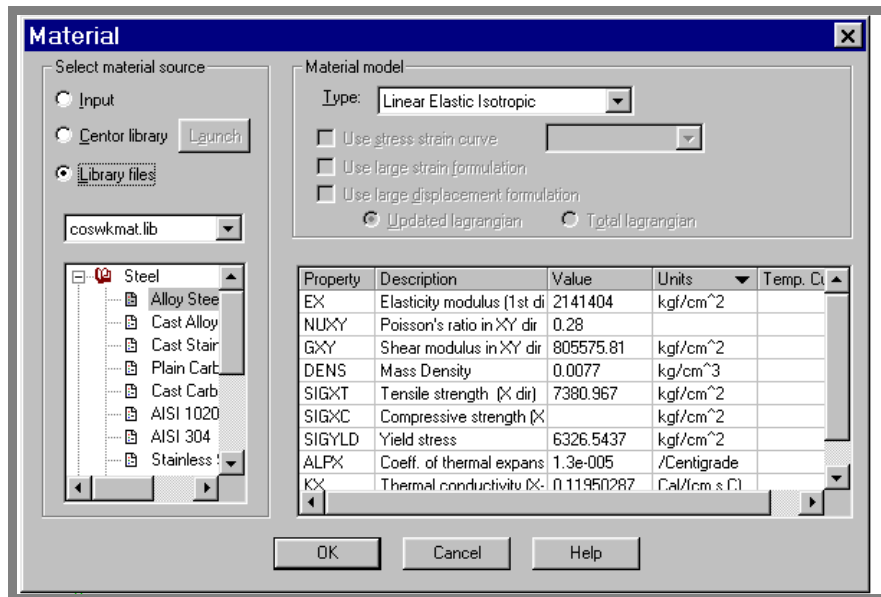 Material
Select material source
Input
Centor library Launch
Library files
coswkmat.lib
Steel
Alloy Stee
Cast Alloy
Cast Stair
Plain Carb
Cast Carb
AISI 1020
AISI 304
Stainless
Material model
Type: Linear Elastic Isotropic
Use stress strain curve
Use large strain formulation
Use large displacement formulation
Updated lagrangian Total lagrangian
Property Description Value Units Temp. Cu
EX Elasticity modulus (1st di 2141404 kgf/cm^2
NUXY Poisson's ratio in XY dir 0.28
GXY Shear modulus in XY dir 805575.81 kgf/cm^2
DENS Mass Density 0.0077 kg/cm^3
SIGXT Tensile strength (X dir) 7380.967 kgf/cm^2
SIGXC Compressive strength (X kgf/cm^2
SIGYLD Yield stress 6326.5437 kgf/cm^2
ALPX Coeff. of thermal expans 1.3e-005 /Centigrade
KX Thermal conductivity (X- 0.11950287 Cal/(cm s C)
OK Cancel Help